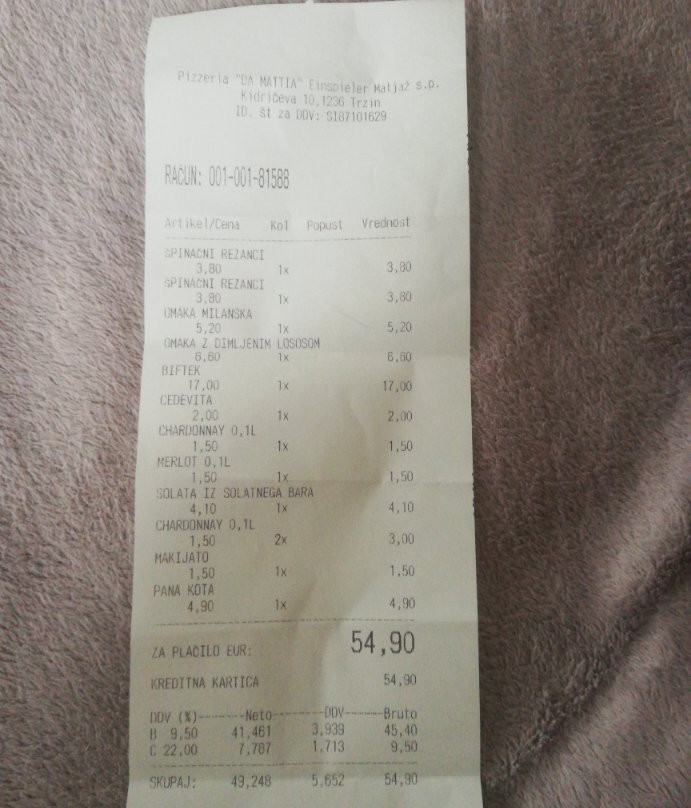 Pizzeria "DA MATTIA" Einspieler Matjaž s.p.
Kidričeva 10,1236 Trzin
ID. št za DDV: SI87101629
RAČUN: 001-001-81588
Artikel/Cena Kol Popust Vrednost
ŠPINAČNI REZANCI
3,80 1x 3,80
ŠPINAČNI REZANCI
3,80 1x 3,80
OMAKA MILANSKA
5,20 1x 5,20
OMAKA Z DIMLJENIM LOSOSOM
6,60 1x 6,60
BIFTEK
17,00 1x 17,00
CEDEVITA
2,00 1x 2,00
CHARDONNAY 0,1L
1,50 1x 1,50
MERLOT 0,1L
1,50 1x 1,50
SOLATA IZ SOLATNEGA BARA
4,10 1x 4,10
CHARDONNAY 0,1L
1,50 2x 3,00
MAKIJATO
1,50 1x 1,50
PANA KOTA
4,90 1x 4,90
ZA PLAČILO EUR: 54,90
KREDITNA KARTICA 54,90
DDV (%)-------Neto-------DDV-----Bruto
B 9,50 41,461 3,939 45,40
C 22,00 7,787 1,713 9,50
SKUPAJ: 49,248 5,652 54,90